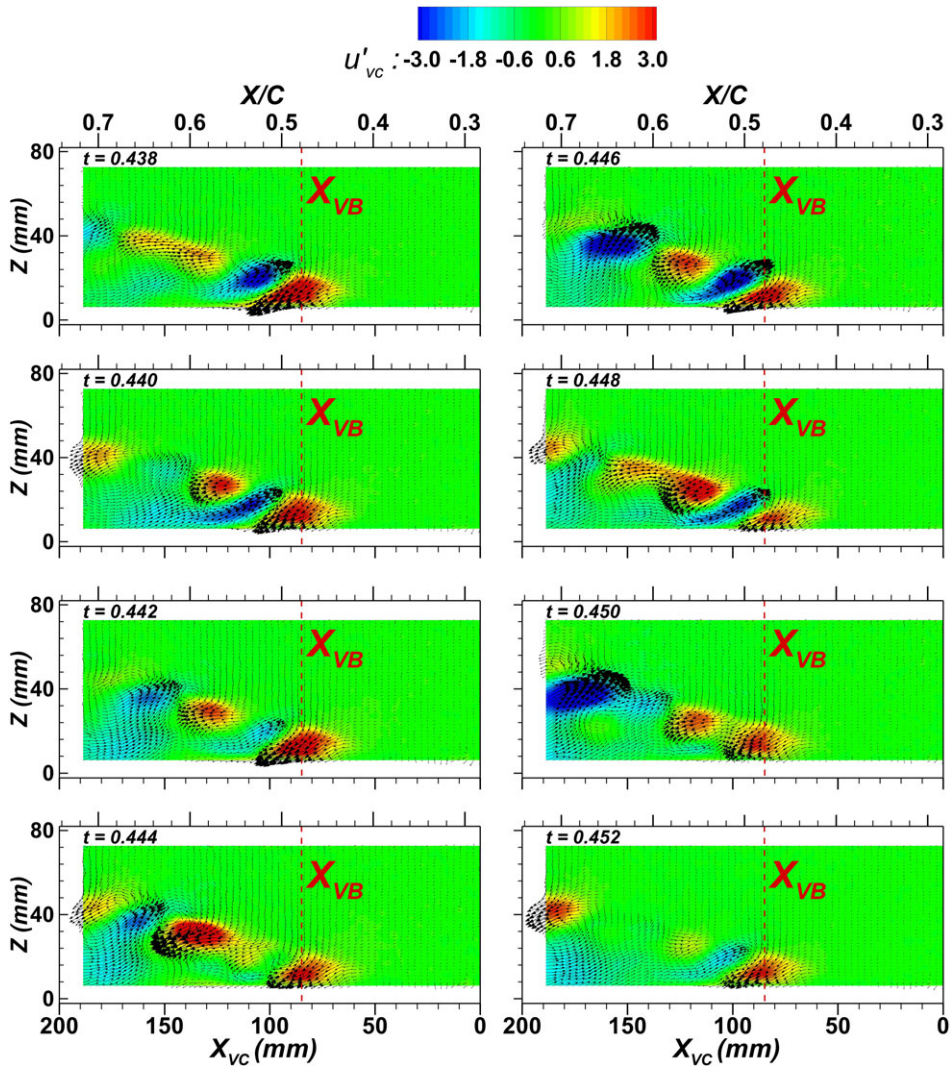 u'vc : -3.0 -1.8 -0.6 0.6 1.8 3.0
X/C X/C
0.7 0.6 0.5 0.4 0.3 0.7 0.6 0.5 0.4 0.3
80 t = 0.438 XVB t = 0.446 XVB
Z (mm)
40
0
80 t = 0.440 XVB t = 0.448 XVB
Z (mm)
40
0
80 t = 0.442 XVB t = 0.450 XVB
Z (mm)
40
0
80 t = 0.444 XVB t = 0.452 XVB
Z (mm)
40
0
200 150 100 50 0 200 150 100 50 0
XVC (mm) XVC (mm)